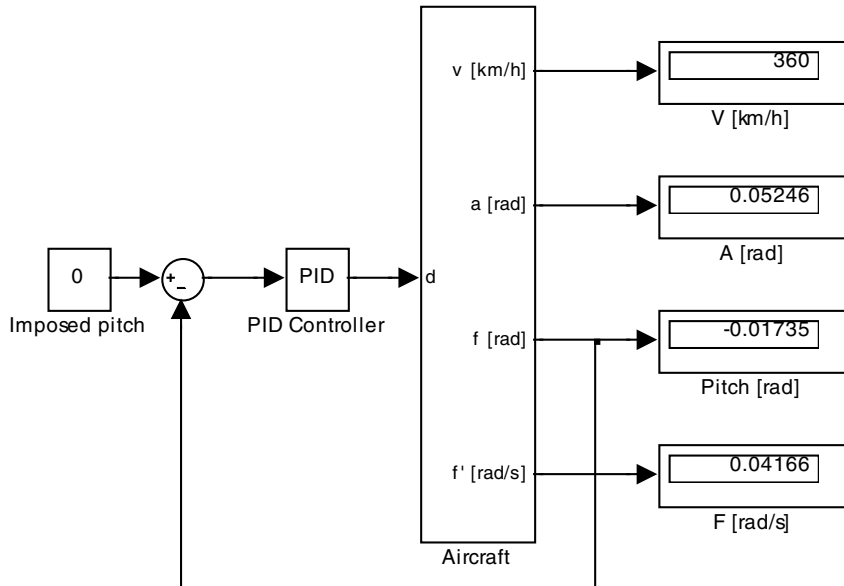 v [km/h]
360
V [km/h]
a [rad]
0.05246
A [rad]
0
+
-
PID
d
Imposed pitch
PID Controller
f [rad]
-0.01735
Pitch [rad]
f' [rad/s]
0.04166
F [rad/s]
Aircraft